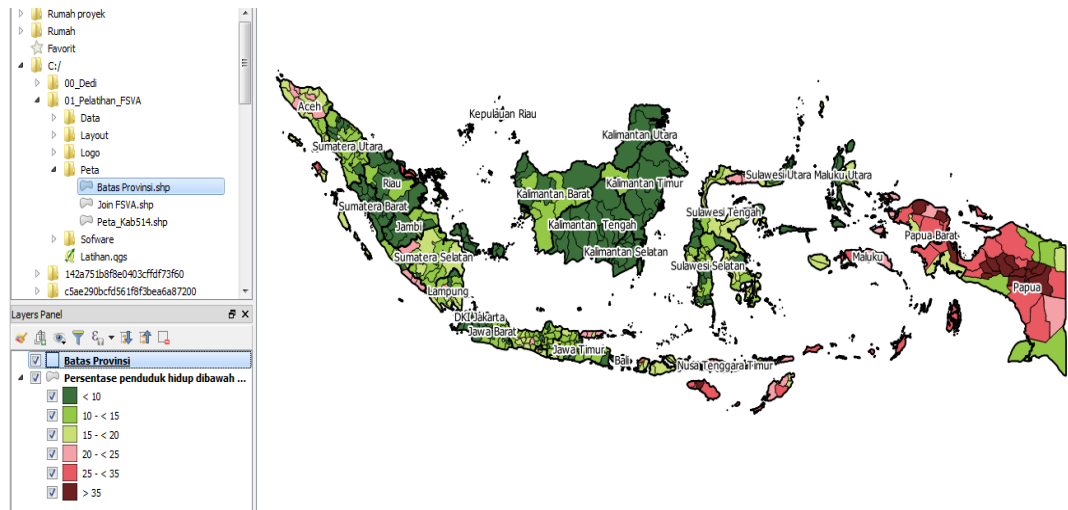 Rumah proyek
Rumah
Favorit
C:/
00_Dedi
01_Pelatihan_FSVA
Data
Layout
Logo
Peta
Batas Provinsi.shp
Join FSVA.shp
Peta_Kab514.shp
Sofware
Latihan.qgs
142a751b8f8e0403cffdf73f60
c5ae290bcfd561f8f3bea6a87200
Layers Panel
Batas Provinsi
Persentase penduduk hidup dibawah ...
< 10
10 - < 15
15 - < 20
20 - < 25
25 - < 35
> 35
Aceh
Kepulauan Riau
Kalimantan Utara
Sumatera Utara
Riau
Kalimantan Barat
Kalimantan Timur
Sulawesi Utara
Maluku Utara
Sumatera Barat
Jambi
Kalimantan Tengah
Sulawesi Tengah
Papua Barat
Sumatera Selatan
Kalimantan Selatan
Sulawesi Selatan
Maluku
Papua
Lampung
DKI Jakarta
Jawa Barat
Jawa Timur
Bali
Nusa Tenggara Timur